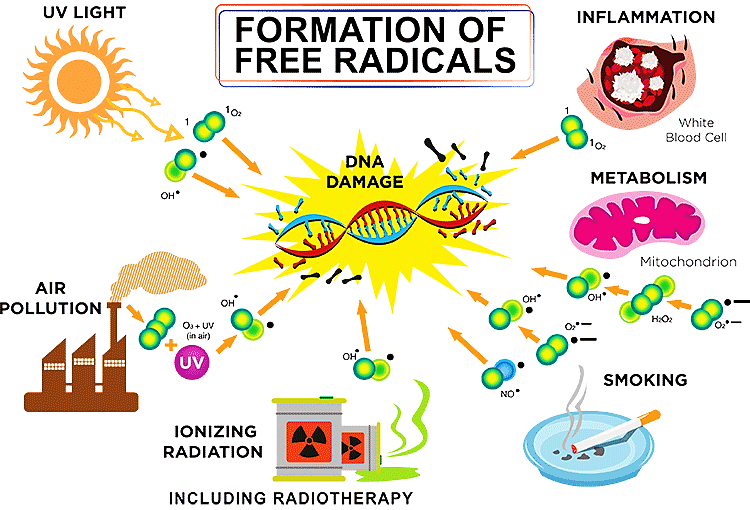 FORMATION OF
FREE RADICALS
UV LIGHT
1
¹O₂
OH•
INFLAMMATION
White
Blood Cell
1
¹O₂
DNA
DAMAGE
METABOLISM
Mitochondrion
OH•
H₂O₂
O₂•—
AIR
POLLUTION
O₃ + UV
(in air)
+
UV
OH•
OH•
OH•
O₂•—
NO•
SMOKING
IONIZING
RADIATION
INCLUDING RADIOTHERAPY